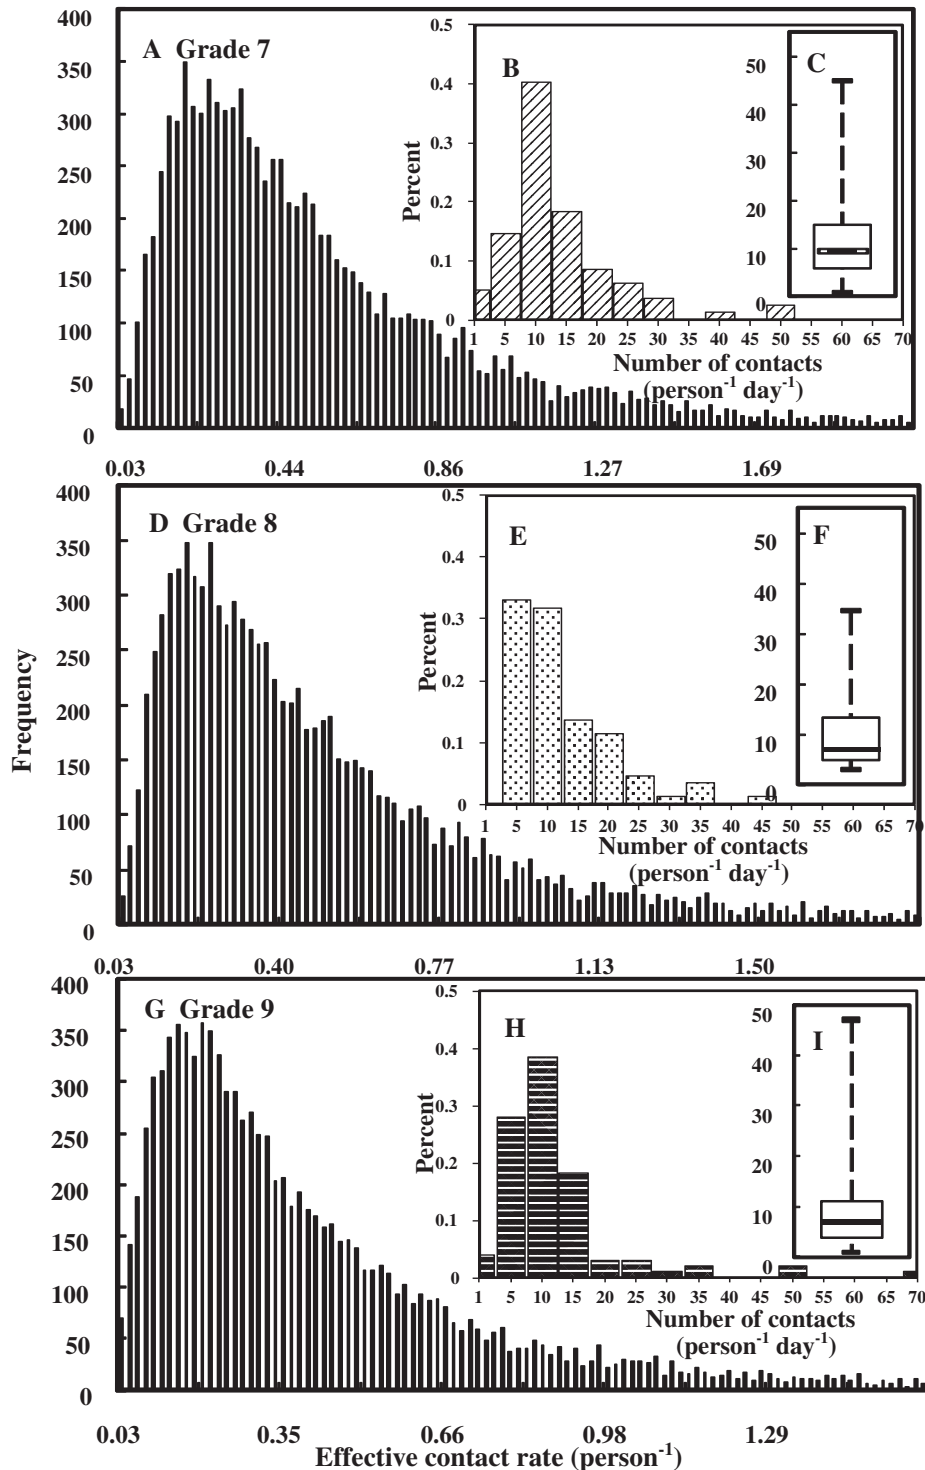 A Grade 7
400
350
300
250
200
150
100
50
0
0.03 0.44 0.86 1.27 1.69
B
Percent
0.5
0.4
0.3
0.2
0.1
0
1 5 10 15 20 25 30 35 40 45 50 55 60 65 70
Number of contacts
(person⁻¹ day⁻¹)
C
50
40
30
20
10
0
D Grade 8
Frequency
400
350
300
250
200
150
100
50
0
0.03 0.40 0.77 1.13 1.50
E
Percent
0.5
0.4
0.3
0.2
0.1
0
1 5 10 15 20 25 30 35 40 45 50 55 60 65 70
Number of contacts
(person⁻¹ day⁻¹)
F
50
40
30
20
10
0
G Grade 9
400
350
300
250
200
150
100
50
0
0.03 0.35 0.66 0.98 1.29
H
Percent
0.5
0.4
0.3
0.2
0.1
0
1 5 10 15 20 25 30 35 40 45 50 55 60 65 70
Number of contacts
(person⁻¹ day⁻¹)
I
50
40
30
20
10
0
Effective contact rate (person⁻¹)